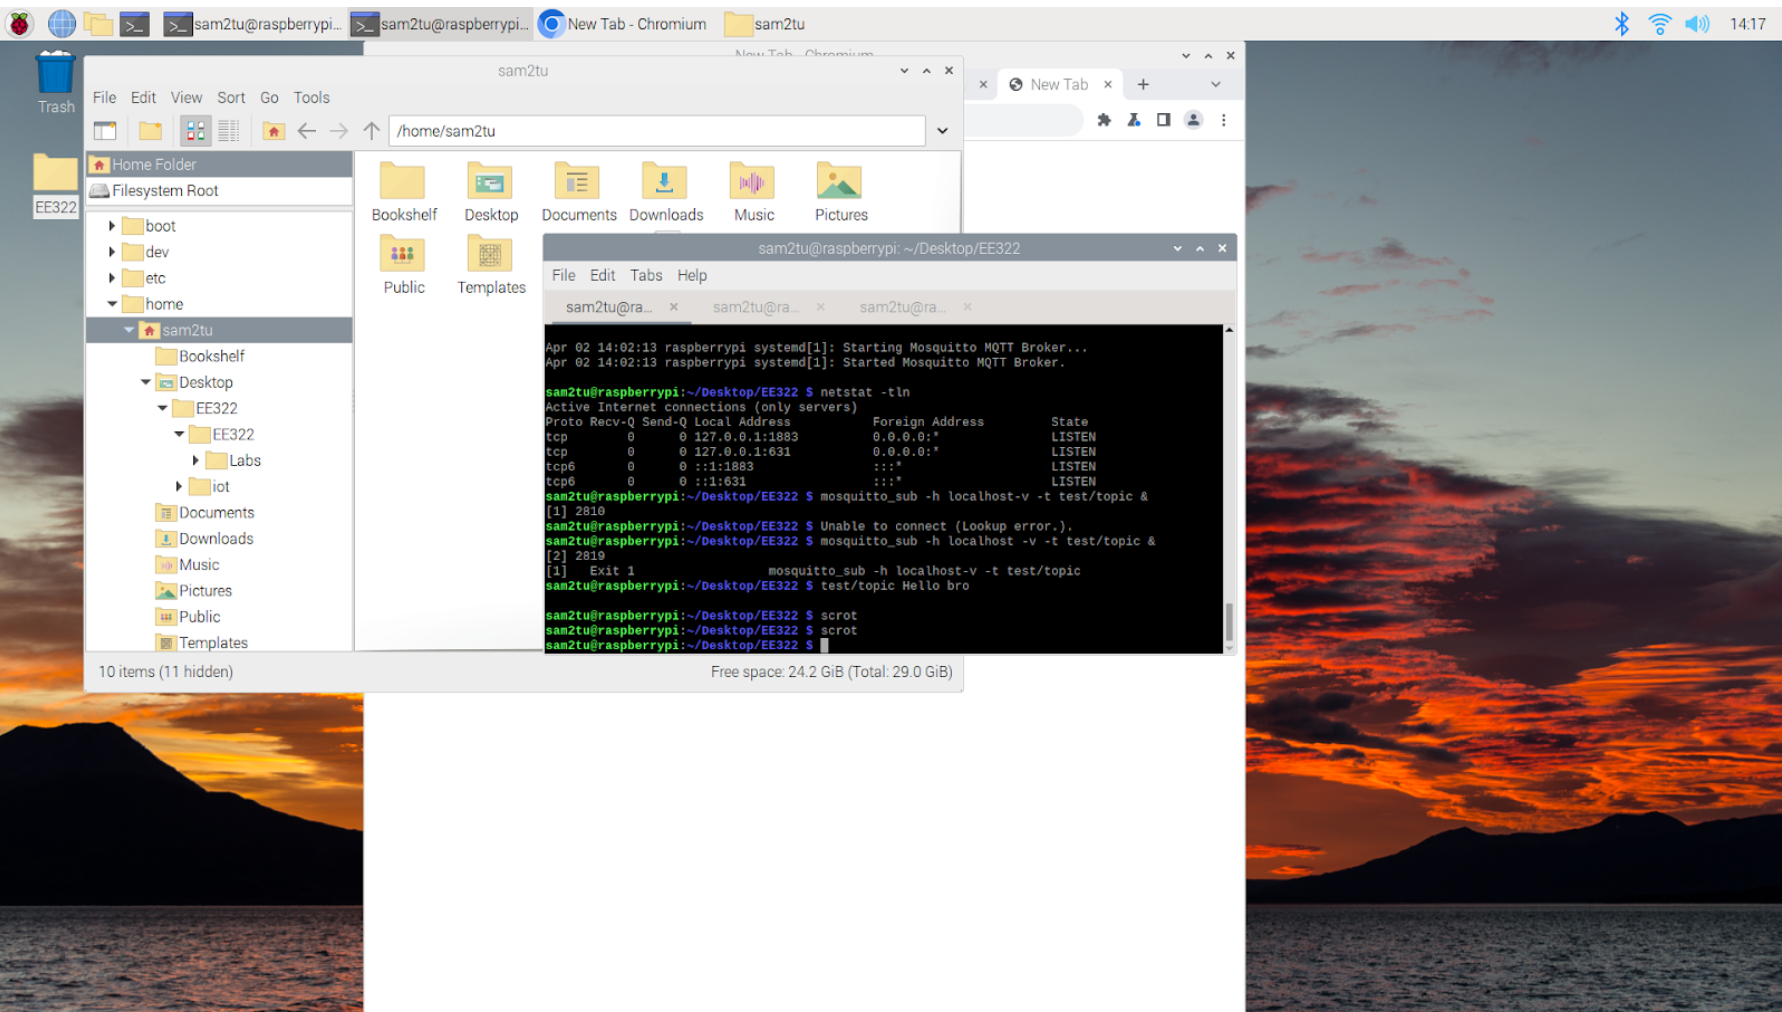 sam2tu@raspberrypi... sam2tu@raspberrypi... New Tab - Chromium sam2tu 14:17
Trash
EE322
New Tab - Chromium
New Tab
sam2tu
File Edit View Sort Go Tools
/home/sam2tu
Home Folder
Filesystem Root
boot
dev
etc
home
sam2tu
Bookshelf
Desktop
EE322
EE322
Labs
iot
Documents
Downloads
Music
Pictures
Public
Templates
Bookshelf Desktop Documents Downloads Music Pictures
Public Templates
10 items (11 hidden) Free space: 24.2 GiB (Total: 29.0 GiB)
sam2tu@raspberrypi: ~/Desktop/EE322
File Edit Tabs Help
sam2tu@ra... sam2tu@ra... sam2tu@ra...
Apr 02 14:02:13 raspberrypi systemd[1]: Starting Mosquitto MQTT Broker...
Apr 02 14:02:13 raspberrypi systemd[1]: Started Mosquitto MQTT Broker.
sam2tu@raspberrypi:~/Desktop/EE322 $ netstat -tln
Active Internet connections (only servers)
Proto Recv-Q Send-Q Local Address Foreign Address State
tcp 0 0 127.0.0.1:1883 0.0.0.0:* LISTEN
tcp 0 0 127.0.0.1:631 0.0.0.0:* LISTEN
tcp6 0 0 ::1:1883 :::* LISTEN
tcp6 0 0 ::1:631 :::* LISTEN
sam2tu@raspberrypi:~/Desktop/EE322 $ mosquitto_sub -h localhost-v -t test/topic &
[1] 2810
sam2tu@raspberrypi:~/Desktop/EE322 $ Unable to connect (Lookup error.).
sam2tu@raspberrypi:~/Desktop/EE322 $ mosquitto_sub -h localhost -v -t test/topic &
[2] 2819
[1] Exit 1 mosquitto_sub -h localhost-v -t test/topic
sam2tu@raspberrypi:~/Desktop/EE322 $ test/topic Hello bro
sam2tu@raspberrypi:~/Desktop/EE322 $ scrot
sam2tu@raspberrypi:~/Desktop/EE322 $ scrot
sam2tu@raspberrypi:~/Desktop/EE322 $